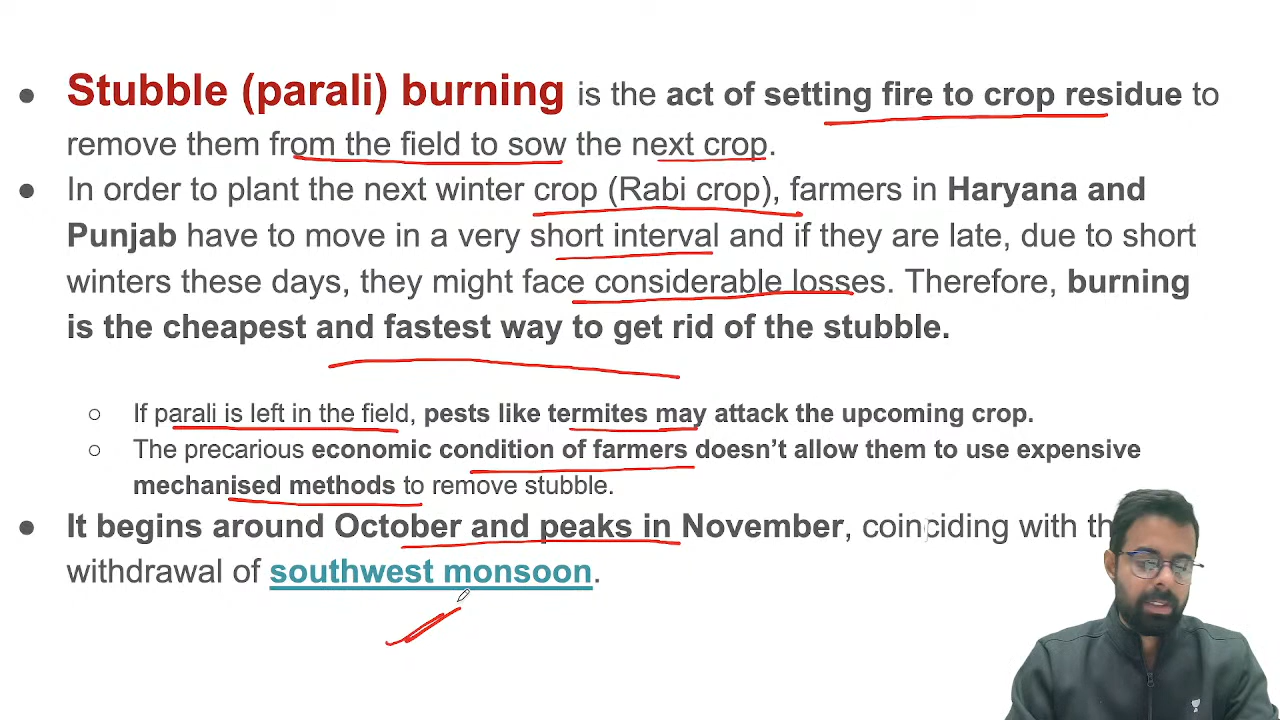 ● Stubble (parali) burning is the act of setting fire to crop residue to
remove them from the field to sow the next crop.
● In order to plant the next winter crop (Rabi crop), farmers in Haryana and
Punjab have to move in a very short interval and if they are late, due to short
winters these days, they might face considerable losses. Therefore, burning
is the cheapest and fastest way to get rid of the stubble.
○ If parali is left in the field, pests like termites may attack the upcoming crop.
○ The precarious economic condition of farmers doesn’t allow them to use expensive
mechanised methods to remove stubble.
● It begins around October and peaks in November, coinciding with
withdrawal of southwest monsoon.